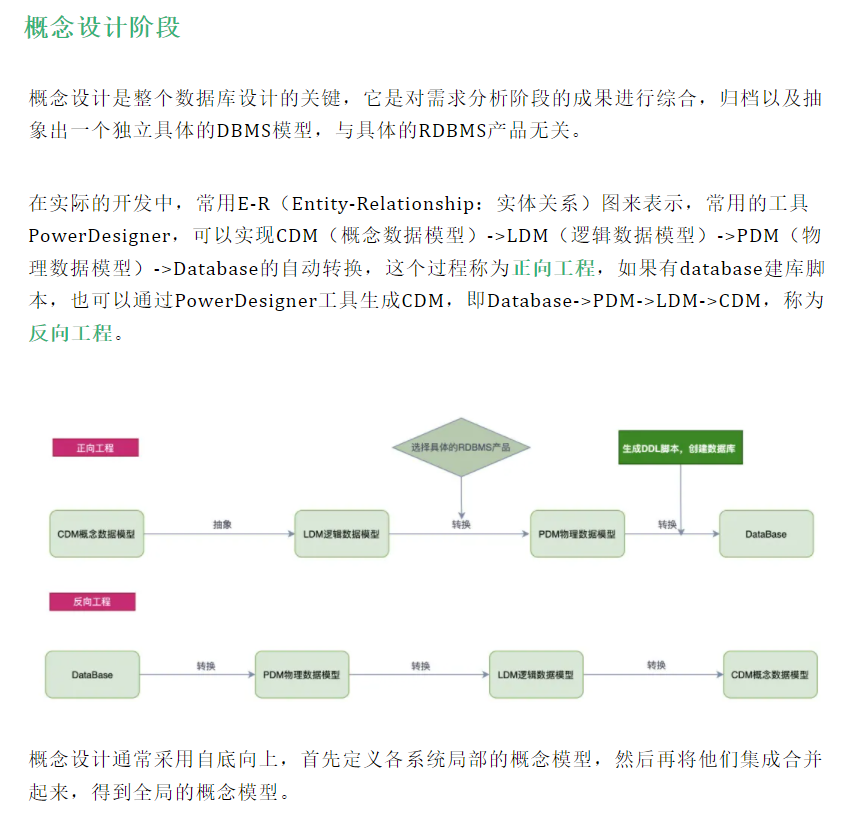 概念设计阶段
概念设计是整个数据库设计的关键，它是对需求分析阶段的成果进行综合，归档以及抽
象出一个独立具体的DBMS模型，与具体的RDBMS产品无关。
在实际的开发中，常用E-R（Entity-Relationship：实体关系）图来表示，常用的工具
PowerDesigner，可以实现CDM（概念数据模型）->LDM（逻辑数据模型）->PDM（物
理数据模型）->Database的自动转换，这个过程称为正向工程，如果有database建库脚
本，也可以通过PowerDesigner工具生成CDM，即Database->PDM->LDM->CDM，称为
反向工程。
正向工程
选择具体的RDBMS产品
生成DDL脚本，创建数据库
CDM概念数据模型
抽象
LDM逻辑数据模型
转换
PDM物理数据模型
转换
DataBase
反向工程
DataBase
转换
PDM物理数据模型
转换
LDM逻辑数据模型
转换
CDM概念数据模型
概念设计通常采用自底向上，首先定义各系统局部的概念模型，然后再将他们集成合并
起来，得到全局的概念模型。